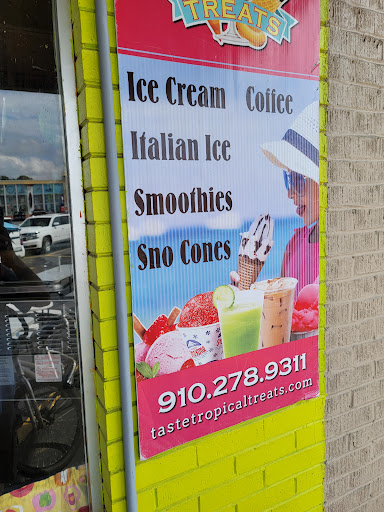 TREATS
Ice Cream Coffee
Italian Ice
Smoothies
Sno Cones
910.278.9311
tastetropicaltreats.com